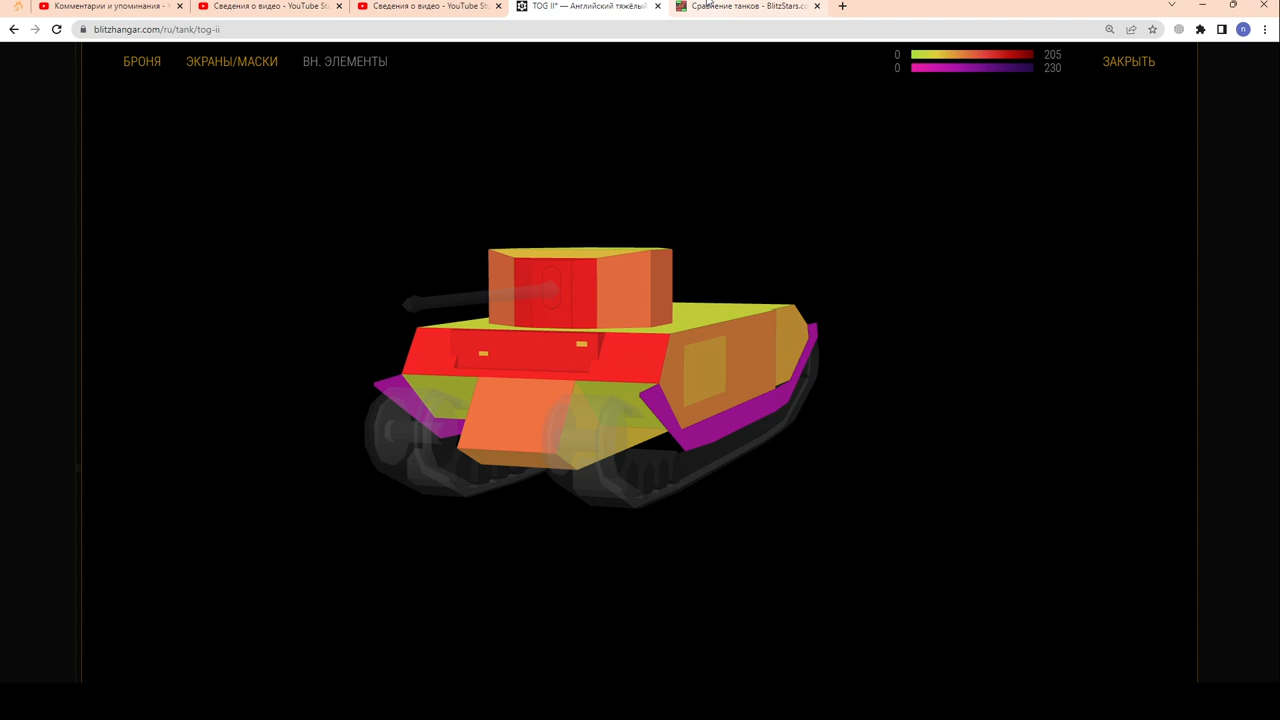 Комментарии и упоминания -
Сведения о видео - YouTube St
Сведения о видео - YouTube St
TOG II* — Английский тяжёлый
Сравнение танков - BlitzStars.co
blitzhangar.com/ru/tank/tog-ii
n
БРОНЯ ЭКРАНЫ/МАСКИ ВН. ЭЛЕМЕНТЫ
0 205
0 230
ЗАКРЫТЬ